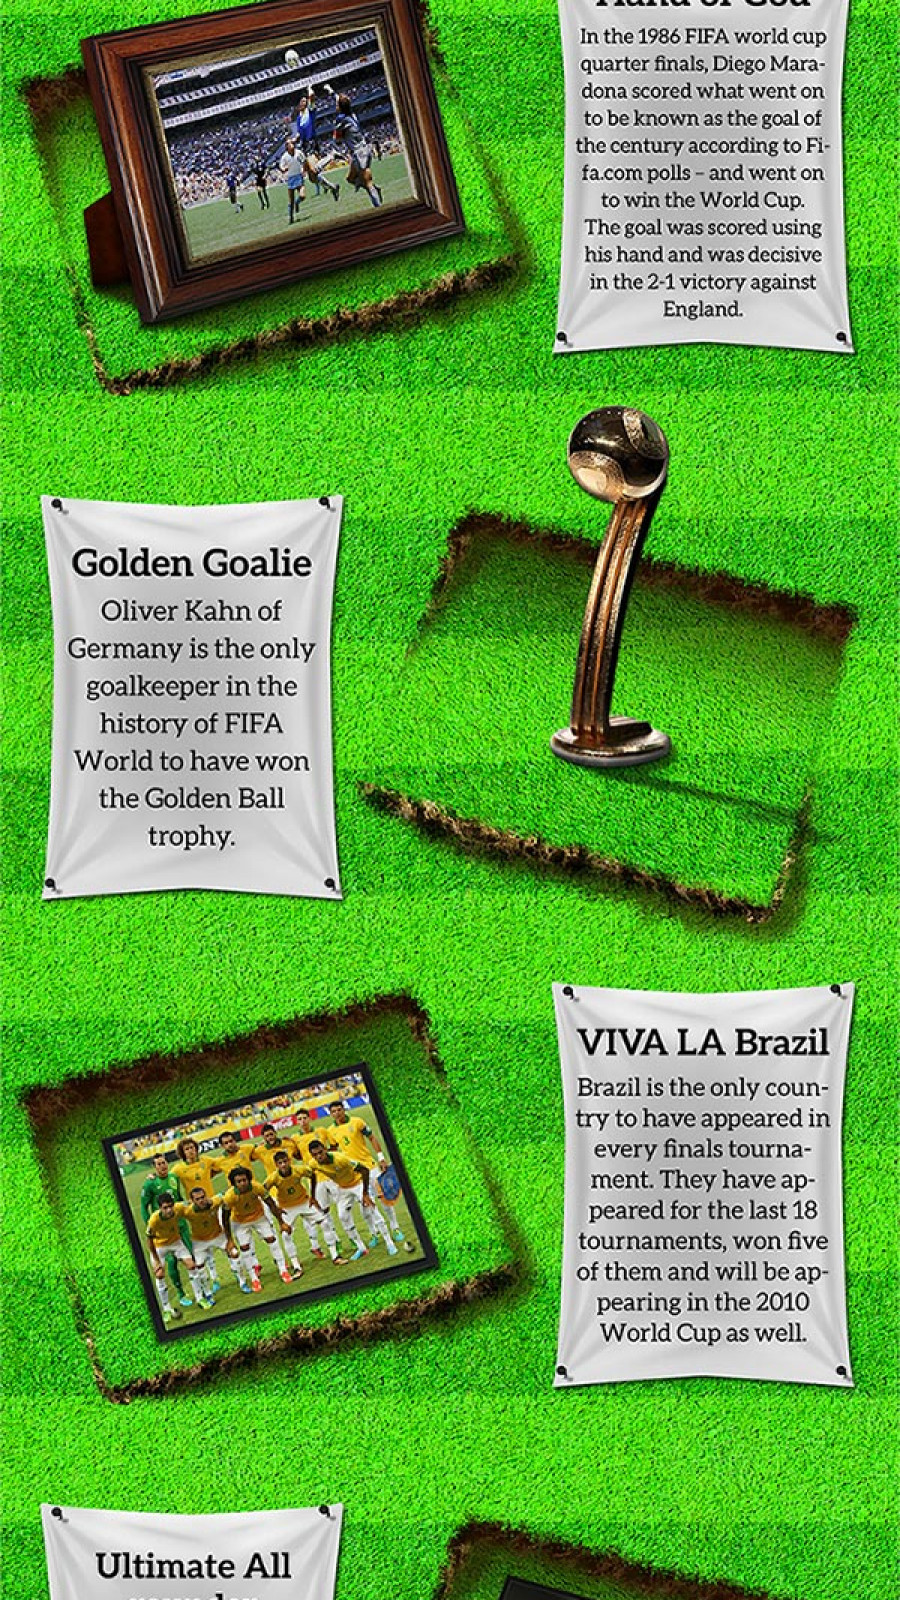 Hand of God
In the 1986 FIFA world cup
quarter finals, Diego Mara-
dona scored what went on
to be known as the goal of
the century according to Fi-
fa.com polls – and went on
to win the World Cup.
The goal was scored using
his hand and was decisive
in the 2-1 victory against
England.
Golden Goalie
Oliver Kahn of
Germany is the only
goalkeeper in the
history of FIFA
World to have won
the Golden Ball
trophy.
VIVA LA Brazil
Brazil is the only coun-
try to have appeared in
every finals tourna-
ment. They have ap-
peared for the last 18
tournaments, won five
of them and will be ap-
pearing in the 2010
World Cup as well.
Ultimate All